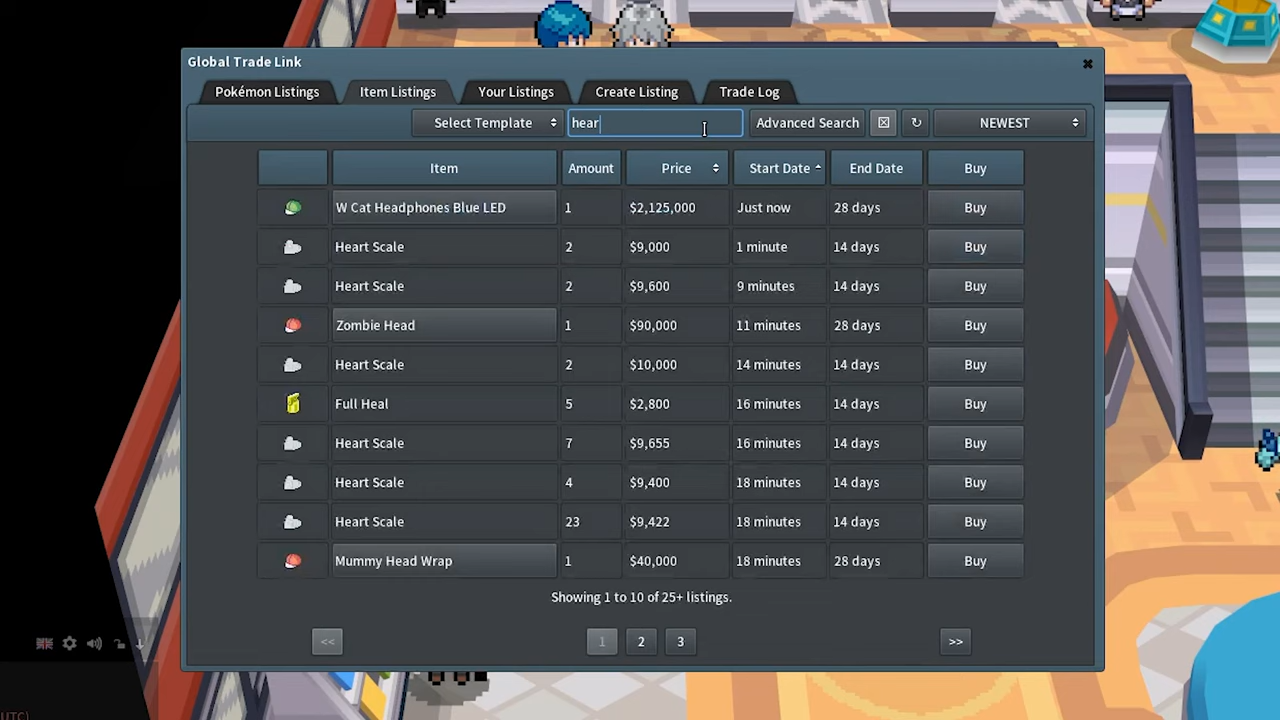 Global Trade Link
Pokémon Listings Item Listings Your Listings Create Listing Trade Log
Select Template hear Advanced Search NEWEST
Item Amount Price Start Date End Date Buy
W Cat Headphones Blue LED 1 $2,125,000 Just now 28 days Buy
Heart Scale 2 $9,000 1 minute 14 days Buy
Heart Scale 2 $9,600 9 minutes 14 days Buy
Zombie Head 1 $90,000 11 minutes 28 days Buy
Heart Scale 2 $10,000 14 minutes 14 days Buy
Full Heal 5 $2,800 16 minutes 14 days Buy
Heart Scale 7 $9,655 16 minutes 14 days Buy
Heart Scale 4 $9,400 18 minutes 14 days Buy
Heart Scale 23 $9,422 18 minutes 14 days Buy
Mummy Head Wrap 1 $40,000 18 minutes 28 days Buy
Showing 1 to 10 of 25+ listings.
<< 1 2 3 >>
UTC)